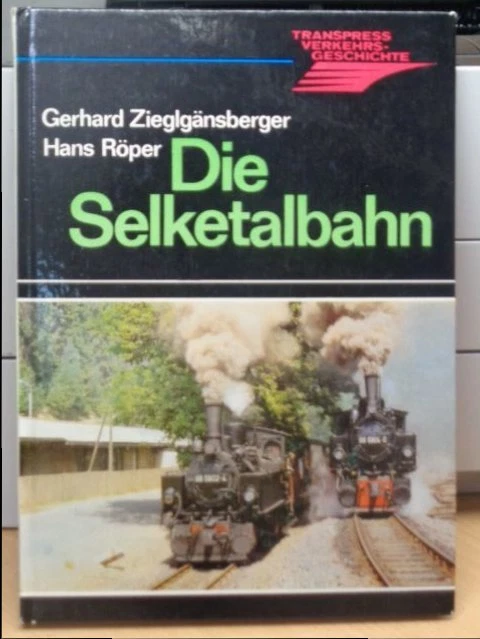 TRANSPRESS
VERKEHRS-
GESCHICHTE
Gerhard Zieglgänsberger
Hans Röper
Die
Selketalbahn